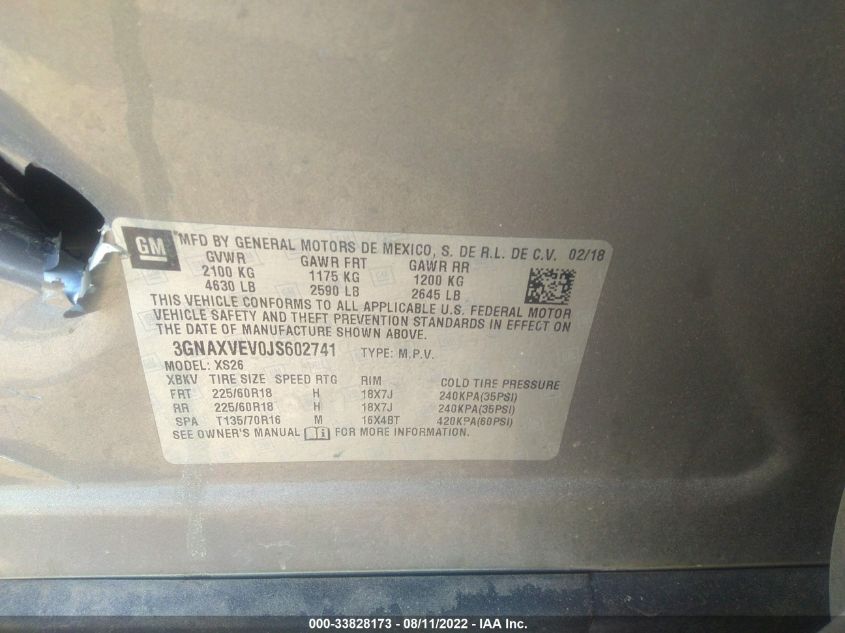 GM
MFD BY GENERAL MOTORS DE MEXICO, S. DE R.L. DE C.V. 02/18
GVWR GAWR FRT GAWR RR
2100 KG 1175 KG 1200 KG
4630 LB 2590 LB 2645 LB
THIS VEHICLE CONFORMS TO ALL APPLICABLE U.S. FEDERAL MOTOR
VEHICLE SAFETY AND THEFT PREVENTION STANDARDS IN EFFECT ON
THE DATE OF MANUFACTURE SHOWN ABOVE.
3GNAXVEV0JS602741 TYPE: M.P.V.
MODEL: XS26
XBKV TIRE SIZE SPEED RTG RIM COLD TIRE PRESSURE
FRT 225/60R18 H 18X7J 240KPA(35PSI)
RR 225/60R18 H 18X7J 240KPA(35PSI)
SPA T135/70R16 M 16X4BT 420KPA(60PSI)
SEE OWNER'S MANUAL FOR MORE INFORMATION.
000-33828173 - 08/11/2022 - IAA Inc.